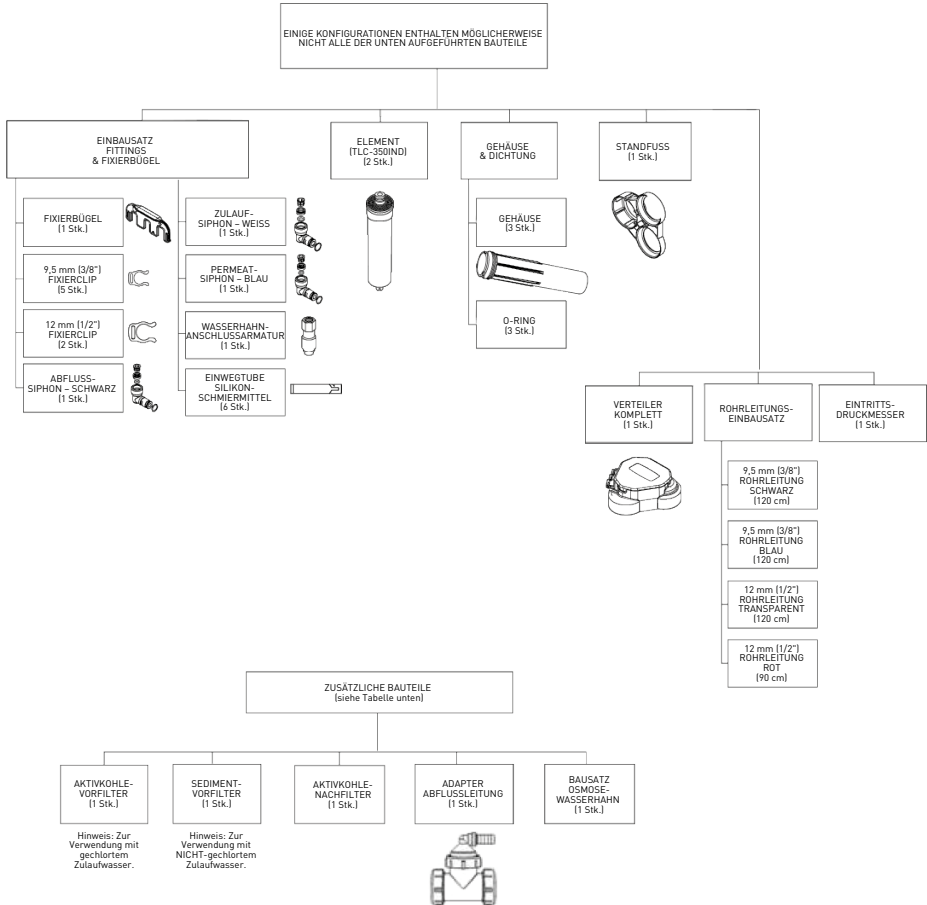 EINIGE KONFIGURATIONEN ENTHALTEN MÖGLICHERWEISE
NICHT ALLE DER UNTEN AUFGEFÜHRTEN BAUTEILE
EINBAUSATZ
FITTINGS
& FIXIERBÜGEL
FIXIERBÜGEL
(1 Stk.)
9,5 mm (3/8")
FIXIERCLIP
(5 Stk.)
12 mm (1/2")
FIXIERCLIP
(2 Stk.)
ABFLUSS-
SIPHON – SCHWARZ
(1 Stk.)
ZULAUF-
SIPHON – WEISS
(1 Stk.)
PERMEAT-
SIPHON – BLAU
(1 Stk.)
WASSERHAHN-
ANSCHLUSSARMATUR
(1 Stk.)
EINWEGTUBE
SILIKON-
SCHMIERMITTEL
(6 Stk.)
ELEMENT
(TLC-350IND)
(2 Stk.)
GEHÄUSE
& DICHTUNG
GEHÄUSE
(3 Stk.)
O-RING
(3 Stk.)
STANDFUSS
(1 Stk.)
VERTEILER
KOMPLETT
(1 Stk.)
ROHRLEITUNGS-
EINBAUSATZ
9,5 mm (3/8")
ROHRLEITUNG
SCHWARZ
(120 cm)
9,5 mm (3/8")
ROHRLEITUNG
BLAU
(120 cm)
12 mm (1/2")
ROHRLEITUNG
TRANSPARENT
(120 cm)
12 mm (1/2")
ROHRLEITUNG
ROT
(90 cm)
EINTRITTS-
DRUCKMESSER
(1 Stk.)
ZUSÄTZLICHE BAUTEILE
(siehe Tabelle unten)
AKTIVKOHLE-
VORFILTER
(1 Stk.)
Hinweis: Zur
Verwendung mit
gechlortem
Zulaufwasser.
SEDIMENT-
VORFILTER
(1 Stk.)
Hinweis: Zur
Verwendung mit
NICHT-gechlortem
Zulaufwasser.
AKTIVKOHLE-
NACHFILTER
(1 Stk.)
ADAPTER
ABFLUSSLEITUNG
(1 Stk.)
BAUSATZ
OSMOSE-
WASSERHAHN
(1 Stk.)